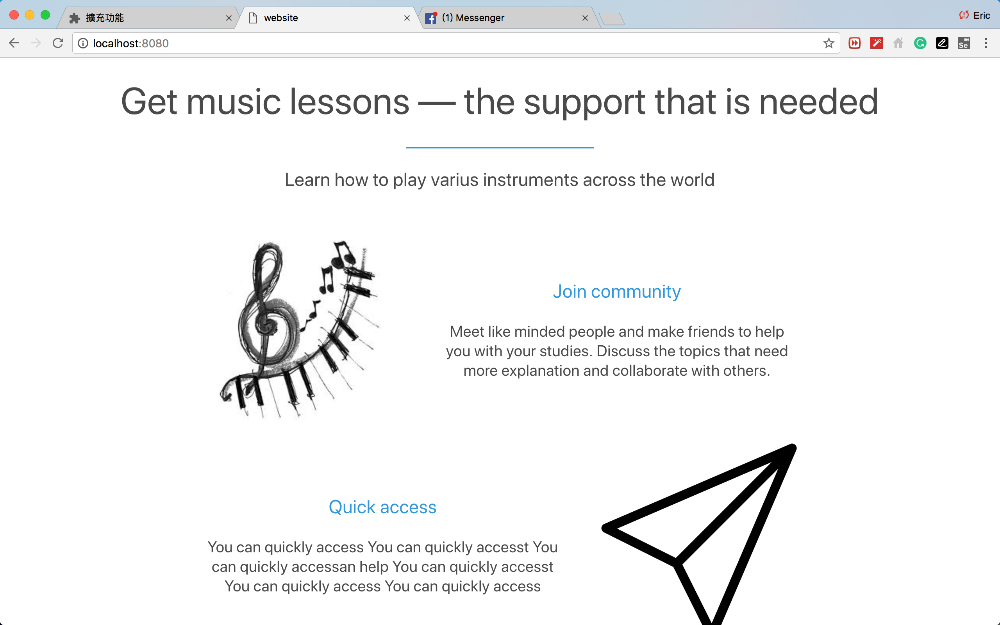 擴充功能
website
(1) Messenger
Eric
localhost:8080
Se
Get music lessons — the support that is needed
Learn how to play varius instruments across the world
Join community
Meet like minded people and make friends to help
you with your studies. Discuss the topics that need
more explanation and collaborate with others.
Quick access
You can quickly access You can quickly accesst You
can quickly accessan help You can quickly accesst
You can quickly access You can quickly access